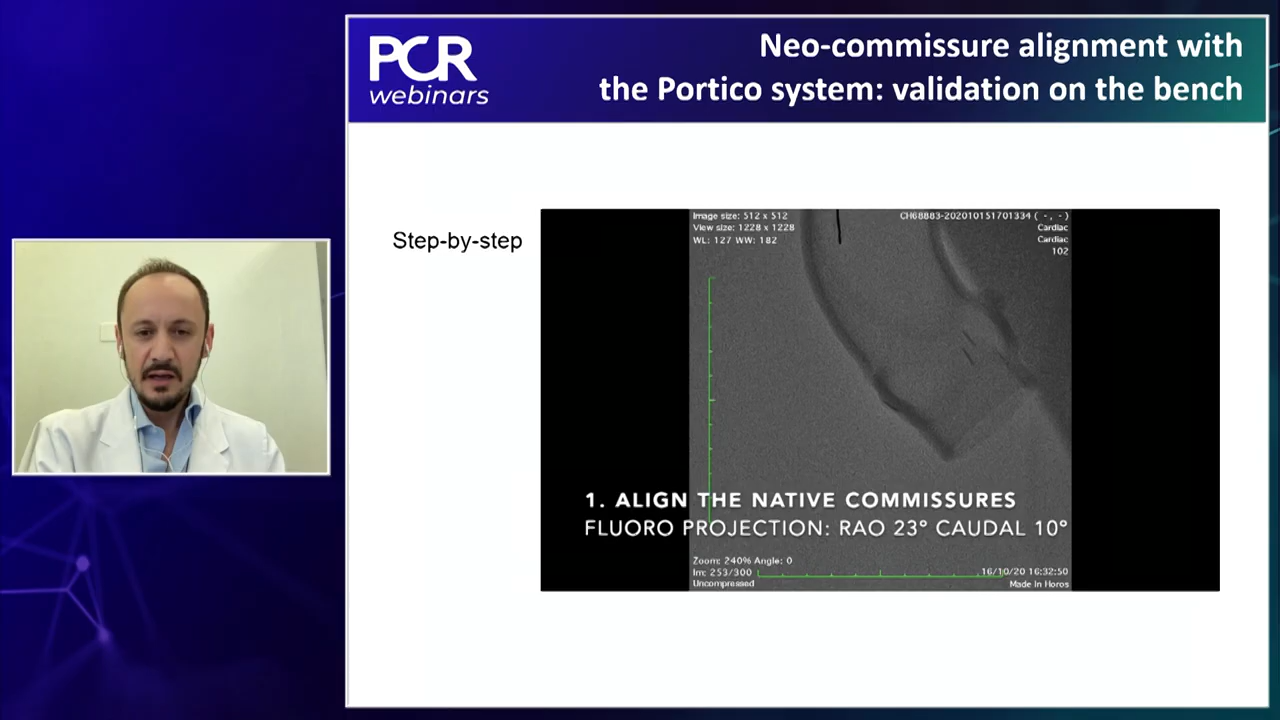 PCR
webinars
Neo-commissure alignment with
the Portico system: validation on the bench
Step-by-step
Image size: 512 x 512
View size: 1228 x 1228
WL: 127 WW: 182
CH68883-202010151701334 ( - , - )
Cardiac
Cardiac
102
1. ALIGN THE NATIVE COMMISSURES
FLUORO PROJECTION: RAO 23° CAUDAL 10°
Zoom: 240% Angle: 0
Im: 253/300
Uncompressed
16/10/20 16:32:50
Made In Horos